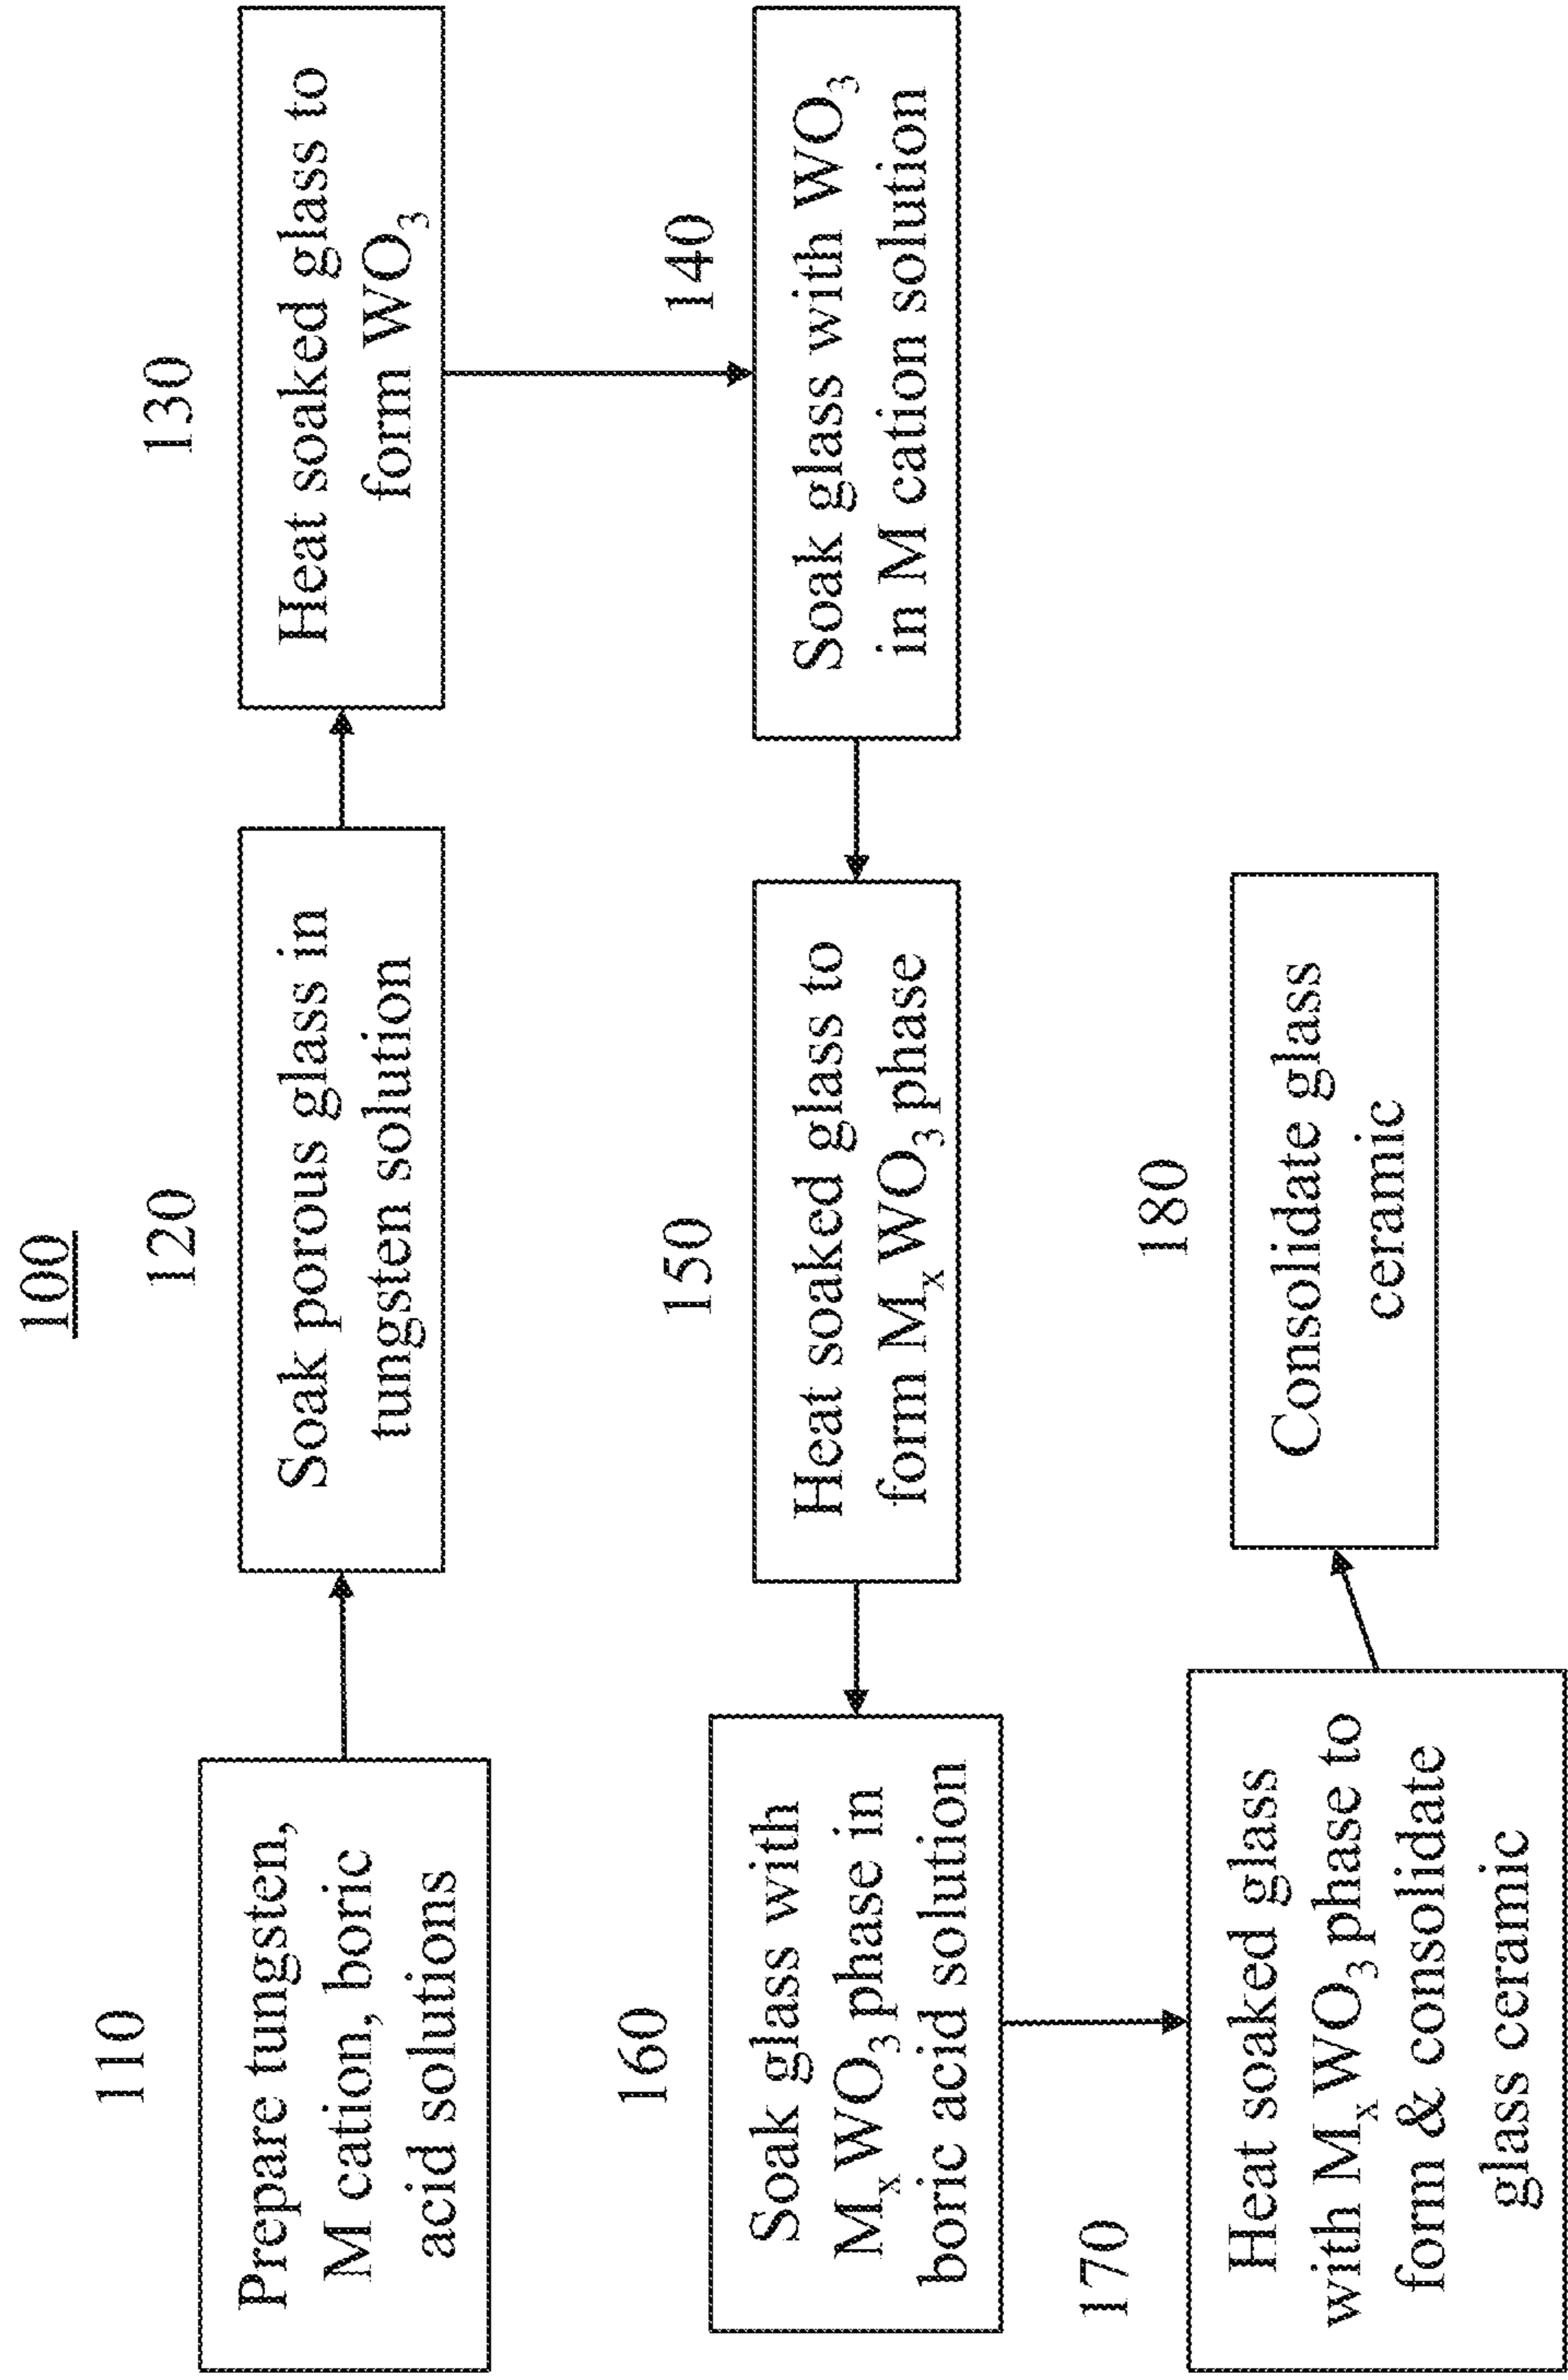 100
110
Prepare tungsten,
M cation, boric
acid solutions
120
Soak porous glass in
tungsten solution
130
Heat soaked glass to
form WO₃
140
Soak glass with WO₃
in M cation solution
150
Heat soaked glass to
form MₓWO₃ phase
160
Soak glass with
MₓWO₃ phase in
boric acid solution
170
Heat soaked glass
with MₓWO₃ phase to
form & consolidate
glass ceramic
180
Consolidate glass
ceramic